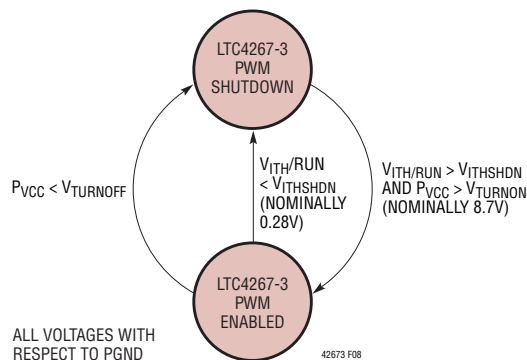 LTC4267-3
PWM
SHUTDOWN
PVCC < VTURNOFF
VITH/RUN
< VITHSHDN
(NOMINALLY
0.28V)
VITH/RUN > VITHSHDN
AND PVCC > VTURNON
(NOMINALLY 8.7V)
LTC4267-3
PWM
ENABLED
ALL VOLTAGES WITH
RESPECT TO PGND
42673 F08